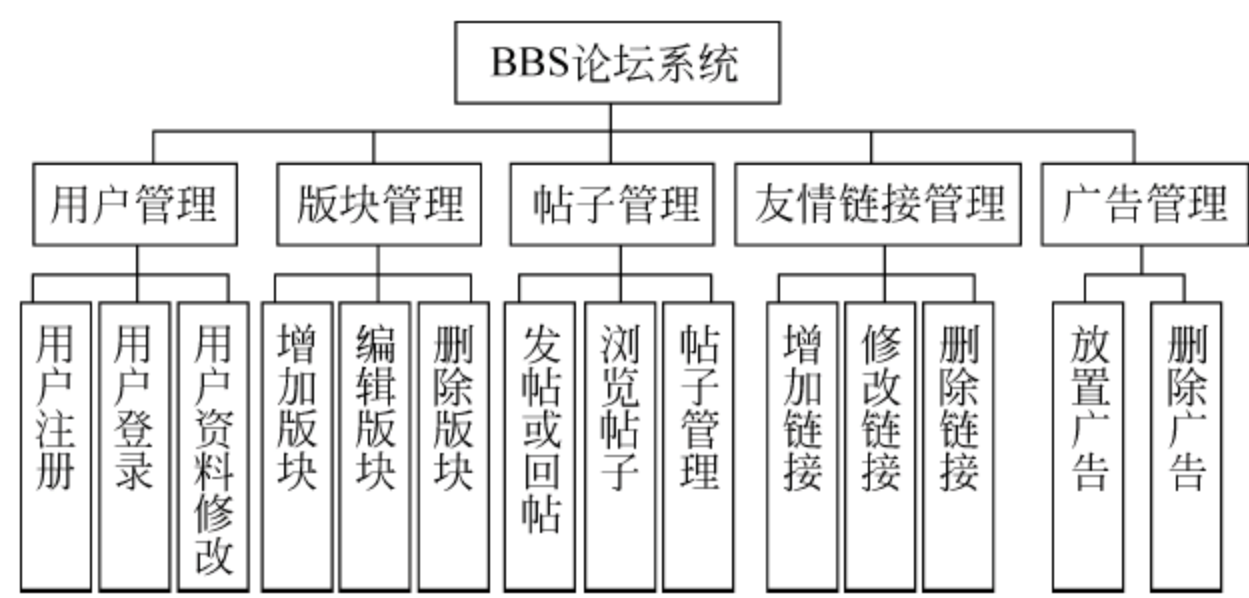 BBS论坛系统
用户管理
版块管理
帖子管理
友情链接管理
广告管理
用户注册
用户登录
用户资料修改
增加版块
编辑版块
删除版块
发帖或回帖
浏览帖子
帖子管理
增加链接
修改链接
删除链接
放置广告
删除广告